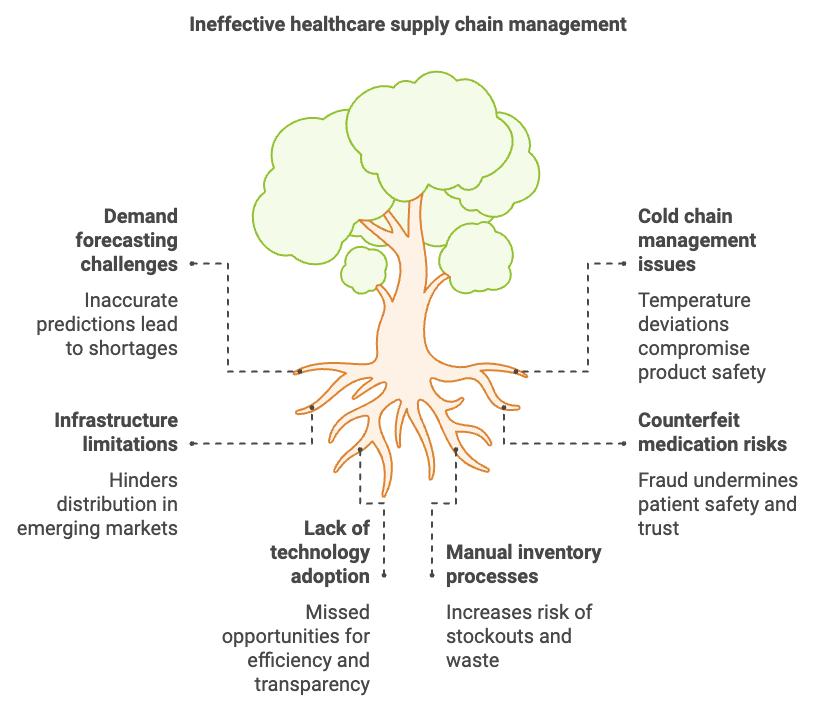 Ineffective healthcare supply chain management
Demand
forecasting
challenges
Inaccurate
predictions lead
to shortages
Infrastructure
limitations
Hinders
distribution in
emerging markets
Lack of
technology
adoption
Missed
opportunities for
efficiency and
transparency
Manual inventory
processes
Increases risk of
stockouts and
waste
Cold chain
management
issues
Temperature
deviations
compromise
product safety
Counterfeit
medication risks
Fraud undermines
patient safety and
trust